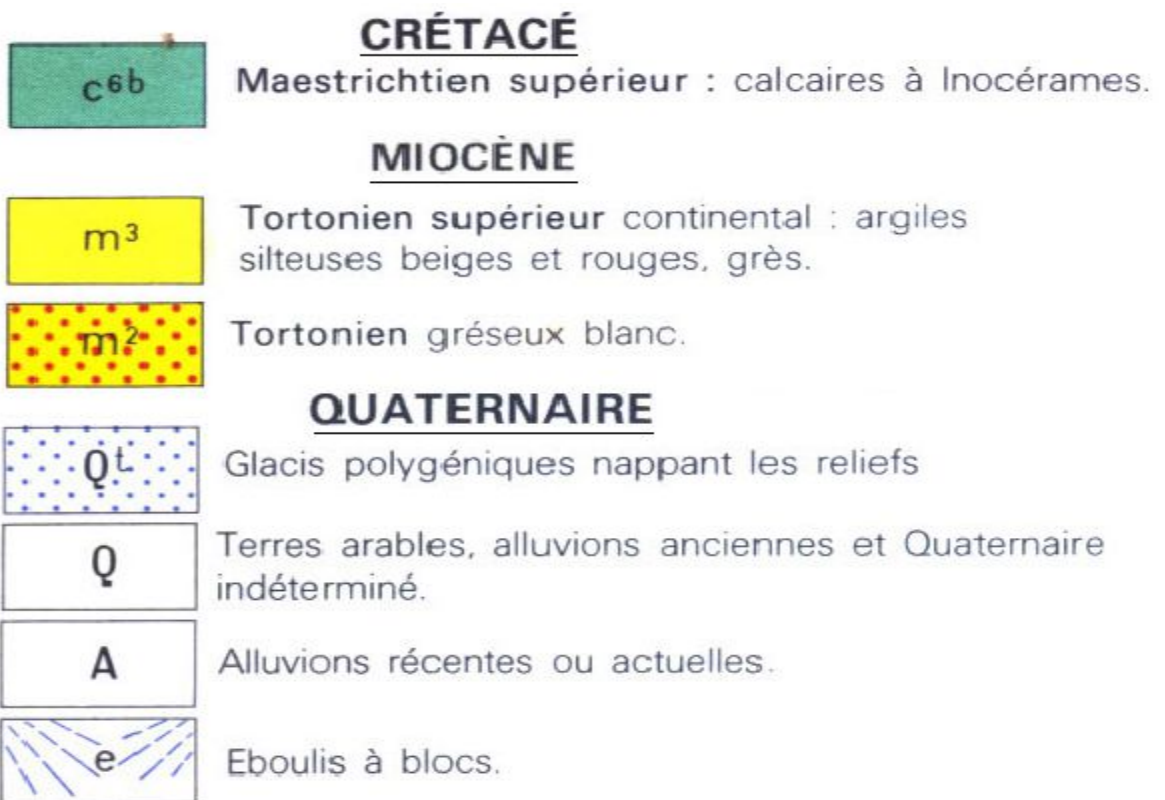 CRÉTACÉ
c⁶ᵇ Maestrichtien supérieur : calcaires à Inocérames.
MIOCÈNE
m³ Tortonien supérieur continental : argiles
silteuses beiges et rouges, grès.
m² Tortonien gréseux blanc.
QUATERNAIRE
Qᵗ Glacis polygéniques nappant les reliefs
Q Terres arables, alluvions anciennes et Quaternaire
indéterminé.
A Alluvions récentes ou actuelles.
e Eboulis à blocs.